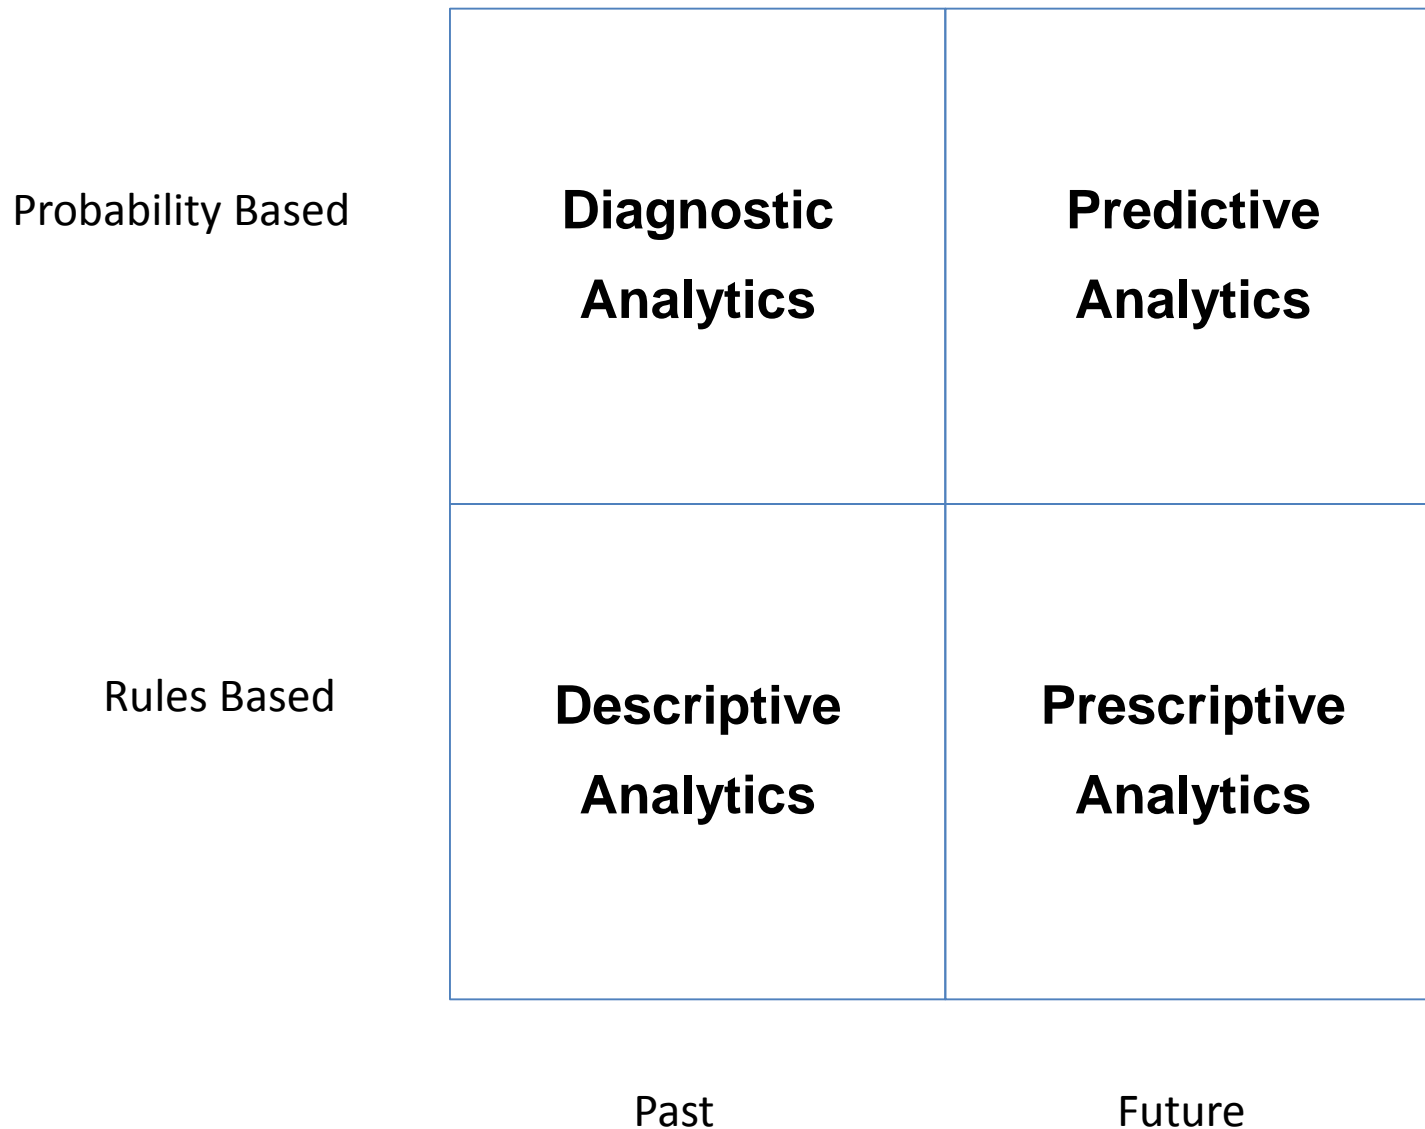 Probability Based
Diagnostic
Analytics
Predictive
Analytics
Rules Based
Descriptive
Analytics
Prescriptive
Analytics
Past
Future